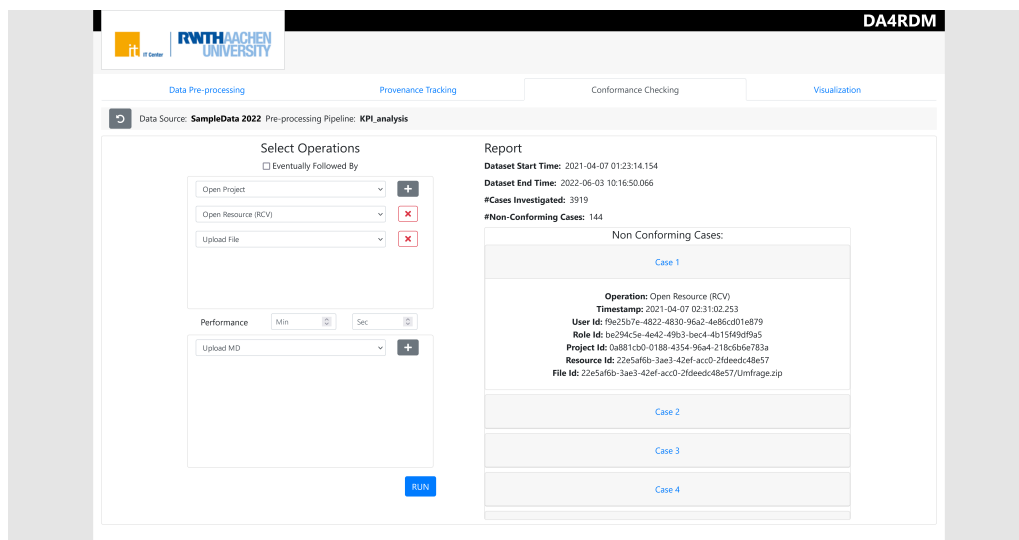 DA4RDM
it IT Center
RWTHAACHEN
UNIVERSITY
Data Pre-processing
Provenance Tracking
Conformance Checking
Visualization
Data Source: SampleData 2022 Pre-processing Pipeline: KPI_analysis
Select Operations
Eventually Followed By
Open Project
Open Resource (RCV)
Upload File
Performance Min Sec
Upload MD
RUN
Report
Dataset Start Time: 2021-04-07 01:23:14.154
Dataset End Time: 2022-06-03 10:16:50.066
#Cases Investigated: 3919
#Non-Conforming Cases: 144
Non Conforming Cases:
Case 1
Operation: Open Resource (RCV)
Timestamp: 2021-04-07 02:31:02.253
User Id: f9e25b7e-4822-4830-96a2-4e86cd01e879
Role Id: be294c5e-4e42-49b3-bec4-4b15f49df9a5
Project Id: 0a881cb0-0188-4354-96a4-218c6b6e783a
Resource Id: 22e5af6b-3ae3-42ef-acc0-2fdeedc48e57
File Id: 22e5af6b-3ae3-42ef-acc0-2fdeedc48e57/Umfrage.zip
Case 2
Case 3
Case 4